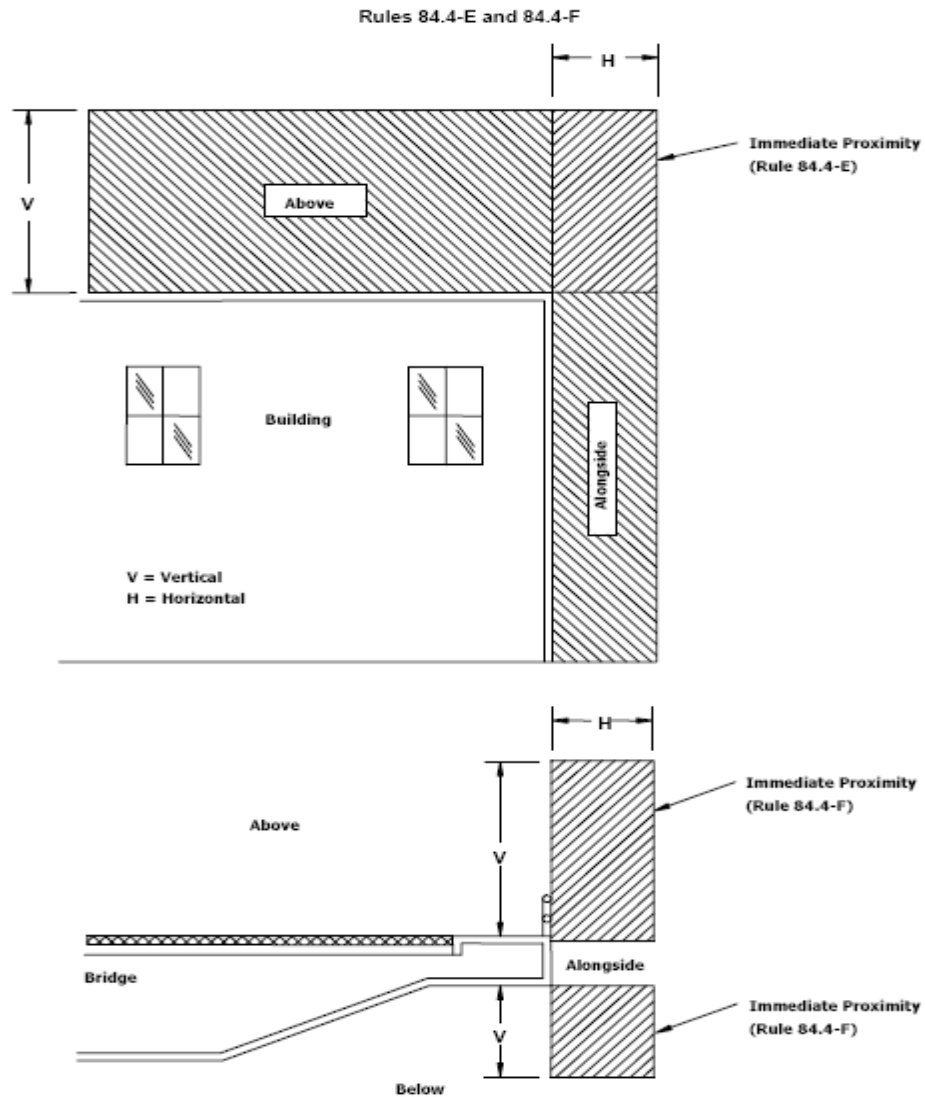 Rules 84.4-E and 84.4-F
H
Immediate Proximity
(Rule 84.4-E)
V
Above
Building
Alongside
V = Vertical
H = Horizontal
H
Immediate Proximity
(Rule 84.4-F)
Above
V
Bridge
Alongside
Immediate Proximity
(Rule 84.4-F)
V
Below